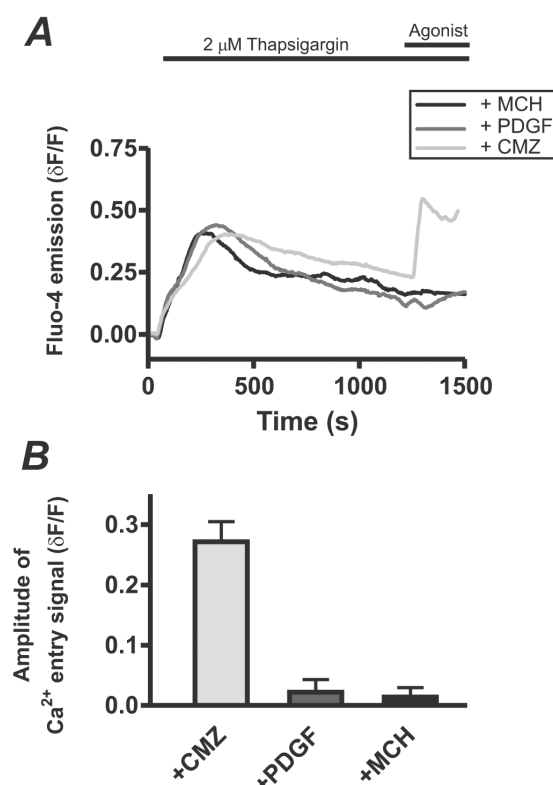 A
Agonist
2 μM Thapsigargin
+ MCH
+ PDGF
+ CMZ
Fluo-4 emission (δF/F)
0.75
0.50
0.25
0.00
0
500
1000
1500
Time (s)
B
Amplitude of
Ca²⁺ entry signal (δF/F)
0.3
0.2
0.1
0.0
+CMZ
+PDGF
+MCH